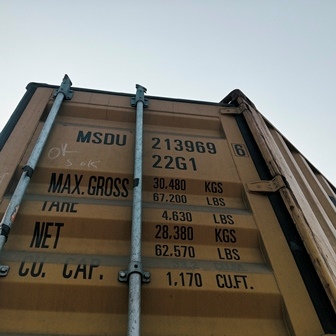 MSDU 213969 6
22G1
OK
MAX. GROSS 30.480 KGS
67.200 LBS
TARE
4.630 LBS
NET 28.380 KGS
62.570 LBS
CU. CAP. 1,170 CU.FT.